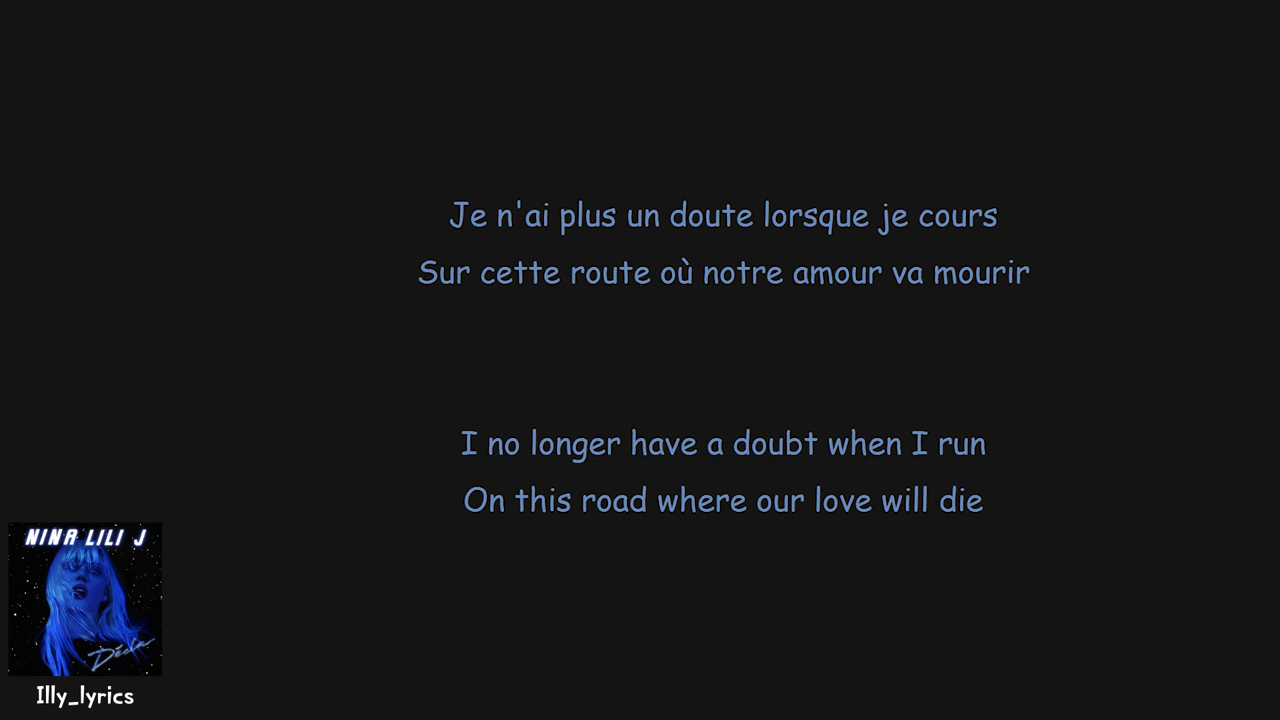 Je n'ai plus un doute lorsque je cours
Sur cette route où notre amour va mourir
I no longer have a doubt when I run
On this road where our love will die
NINA LILI J
Décla
Illy_lyrics